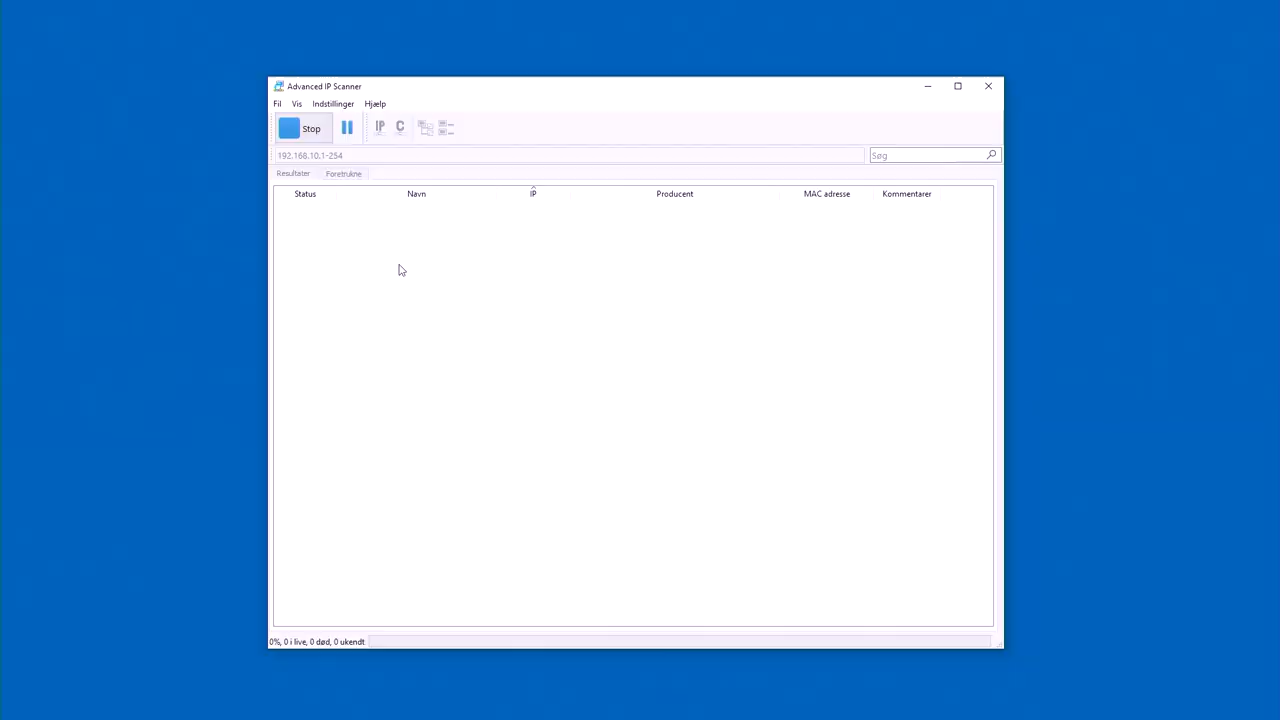 Advanced IP Scanner
Fil Vis Indstillinger Hjælp
Stop IP C
192.168.10.1-254 Søg
Resultater Foretrukne
Status Navn IP Producent MAC adresse Kommentarer
0%, 0 i live, 0 død, 0 ukendt